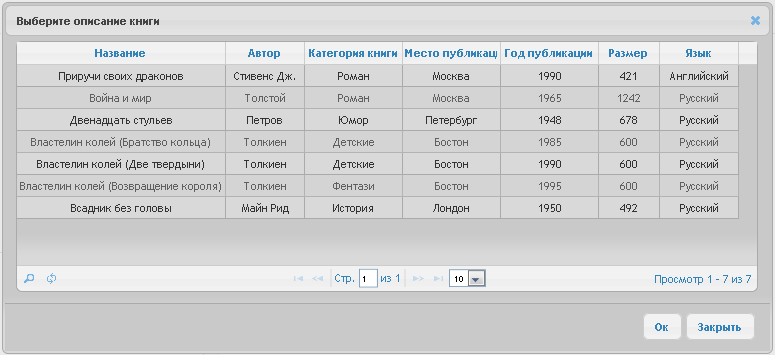 Выберите описание книги
Название Автор Категория книги Место публикац Год публикации Размер Язык
Приручи своих драконов Стивенс Дж. Роман Москва 1990 421 Английский
Война и мир Толстой Роман Москва 1965 1242 Русский
Двенадцать стульев Петров Юмор Петербург 1948 678 Русский
Властелин колей (Братство кольца) Толкиен Детские Бостон 1985 600 Русский
Властелин колей (Две твердыни) Толкиен Детские Бостон 1990 600 Русский
Властелин колей (Возвращение короля) Толкиен Фентази Бостон 1995 600 Русский
Всадник без головы Майн Рид История Лондон 1950 492 Русский
Стр. 1 из 1 10 Просмотр 1 - 7 из 7
Ок Закрыть